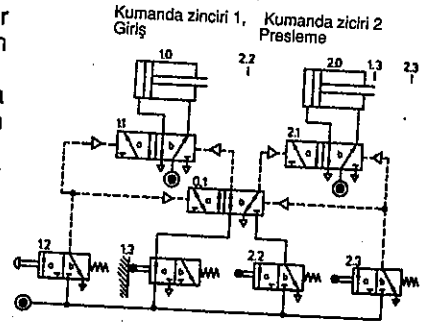 Kumanda zinciri 1,  Kumanda ziciri 2
Giriş  Presleme
1.0  2.2  2.0  1.3  2.3
1.1  2.1
0.1
1.2  1.3  2.2  2.3
a b
a b
a b
a b  a b  a b  a b